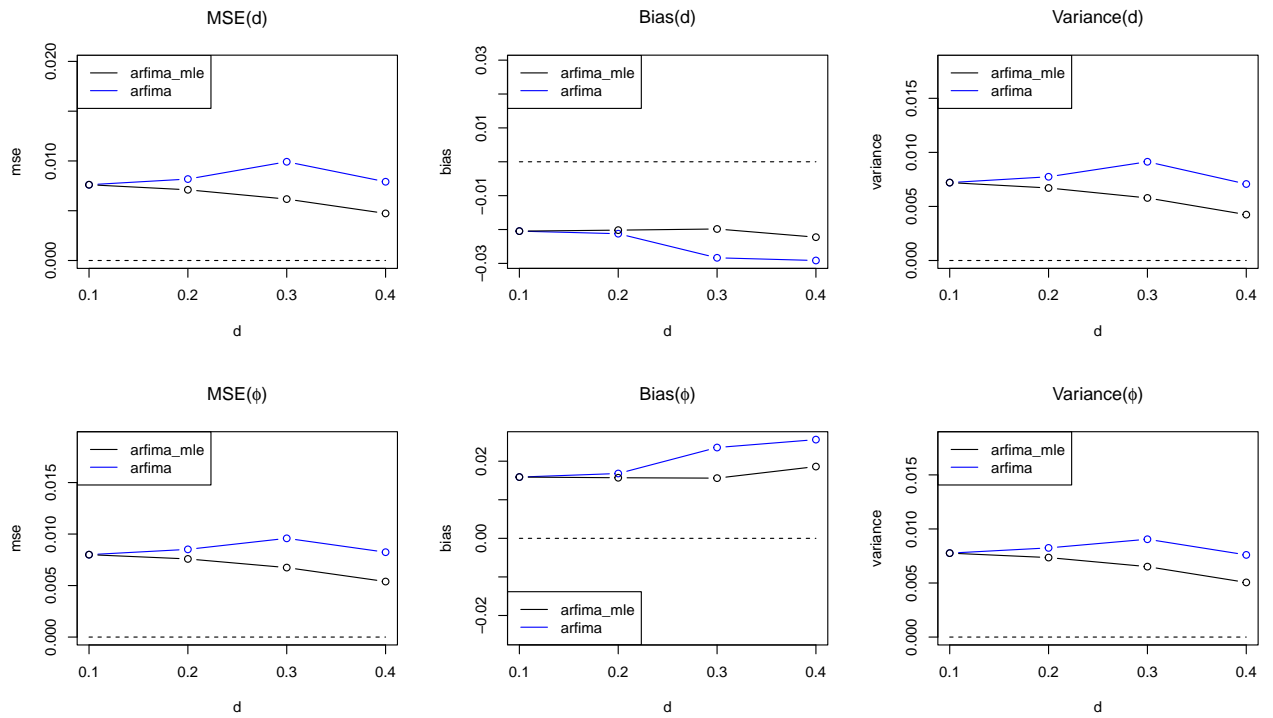 MSE(d)
mse
0.000
0.010
0.020
arfima_mle
arfima
0.1 0.2 0.3 0.4
d
Bias(d)
bias
−0.03
−0.01
0.01
0.03
arfima_mle
arfima
0.1 0.2 0.3 0.4
d
Variance(d)
variance
0.000
0.005
0.010
0.015
arfima_mle
arfima
0.1 0.2 0.3 0.4
d
MSE(ϕ)
mse
0.000
0.005
0.010
0.015
arfima_mle
arfima
0.1 0.2 0.3 0.4
d
Bias(ϕ)
bias
−0.02
0.00
0.02
arfima_mle
arfima
0.1 0.2 0.3 0.4
d
Variance(ϕ)
variance
0.000
0.005
0.010
0.015
arfima_mle
arfima
0.1 0.2 0.3 0.4
d